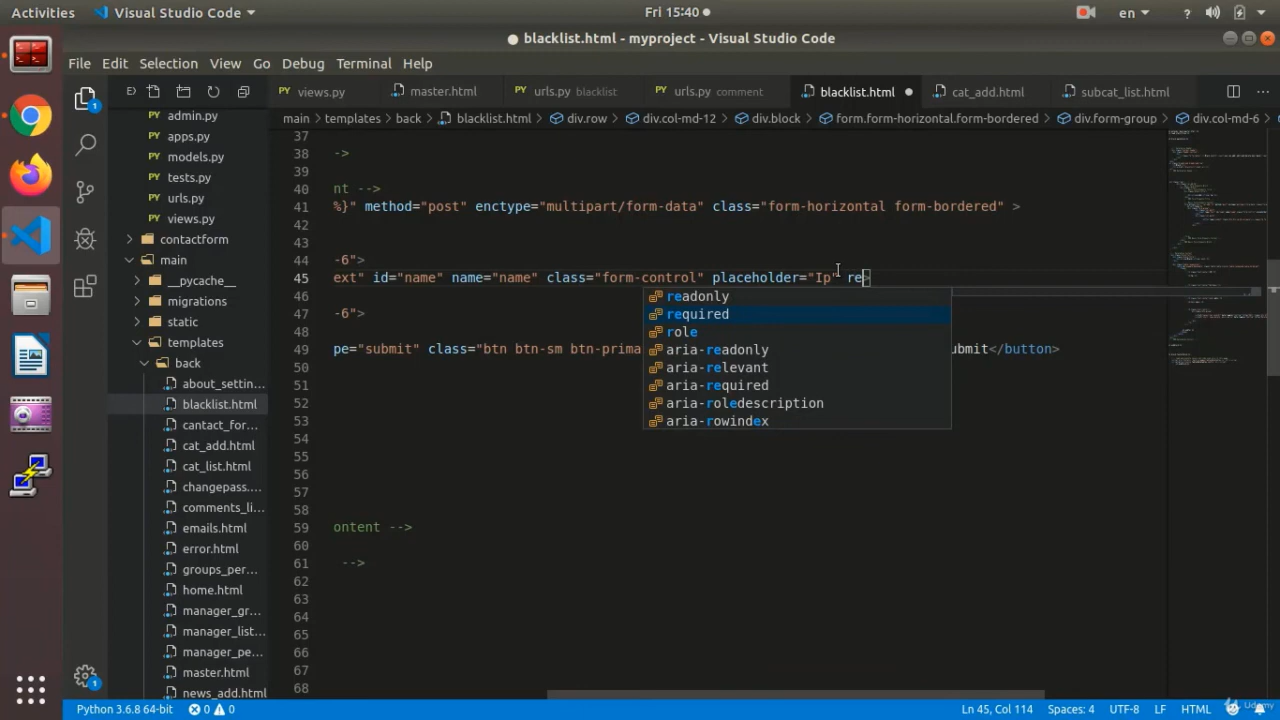 Activities
Visual Studio Code
Fri 15:40
en
?
blacklist.html - myproject - Visual Studio Code
File Edit Selection View Go Debug Terminal Help
views.py
master.html
urls.py blacklist
urls.py comment
blacklist.html
cat_add.html
subcat_list.html
main
templates
back
blacklist.html
div.row
div.col-md-12
div.block
form.form-horizontal.form-bordered
div.form-group
div.col-md-6
1
admin.py
apps.py
models.py
tests.py
urls.py
views.py
contactform
main
__pycache__
migrations
static
templates
back
about_settin...
blacklist.html
cantact_for...
cat_add.html
cat_list.html
changepass....
comments_li...
emails.html
error.html
groups_per...
home.html
manager_gr...
manager_list...
manager_pe...
master.html
news_add.html
1
37
38 ->
39
40 nt -->
41 %}" method="post" enctype="multipart/form-data" class="form-horizontal form-bordered" >
42
43
44 -6">
45 ext" id="name" name="name" class="form-control" placeholder="Ip" re>
46
47 -6">
48
49 pe="submit" class="btn btn-sm btn-prima
ubmit</button>
50
51
52
53
54
55
56
57
58
59 ontent -->
60
61 -->
62
63
64
65
66
67
68
readonly
required
role
aria-readonly
aria-relevant
aria-required
aria-roledescription
aria-rowindex
Python 3.6.8 64-bit
0
0
Ln 45, Col 114
Spaces: 4
UTF-8
LF
HTML
Udemy